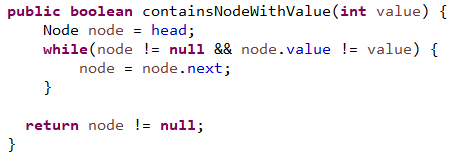 public boolean containsNodeWithValue(int value) {
    Node node = head;
    while(node != null && node.value != value) {
        node = node.next;
    }

  return node != null;
}